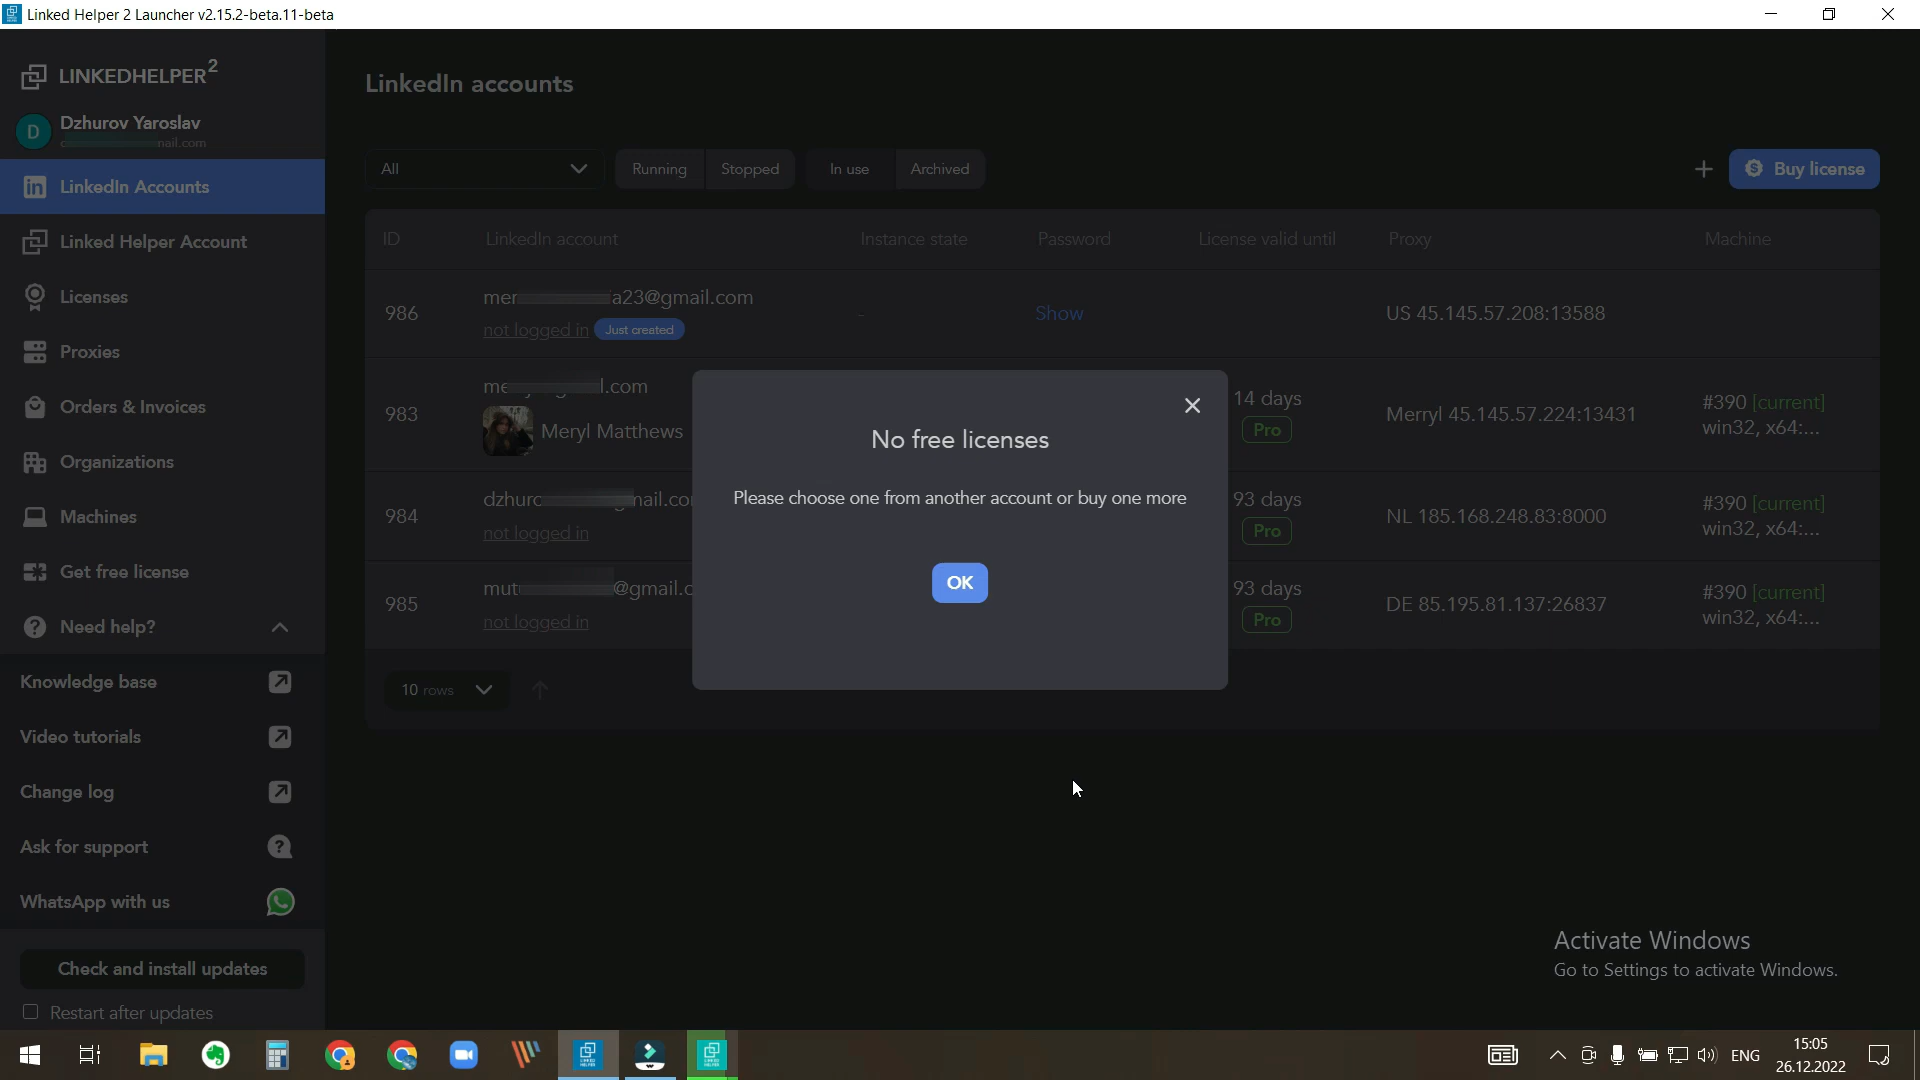 Linked Helper 2 Launcher v2.15.2-beta.11-beta
LINKEDHELPER2
D
Dzhurov Yaroslav
nail.com
LinkedIn Accounts
Linked Helper Account
Licenses
Proxies
Orders & Invoices
Organizations
Machines
Get free license
Need help?
Knowledge base
Video tutorials
Change log
Ask for support
WhatsApp with us
Check and install updates
Restart after updates
LinkedIn accounts
All
Running
Stopped
In use
Archived
+
Buy license
ID
LinkedIn account
Instance state
Password
License valid until
Proxy
Machine
986
mer a23@gmail.com
not logged in
Just created
-
Show
US 45.145.57.208:13588
983
me l.com
Meryl Matthews
14 days
Pro
Merryl 45.145.57.224:13431
#390 [current]
win32, x64:...
984
dzhur nail.co
not logged in
93 days
Pro
NL 185.168.248.83:8000
#390 [current]
win32, x64:...
985
mut @gmail.c
not logged in
93 days
Pro
DE 85.195.81.137:26837
#390 [current]
win32, x64:...
10 rows
No free licenses
Please choose one from another account or buy one more
OK
Activate Windows
Go to Settings to activate Windows.
ENG
15:05
26.12.2022